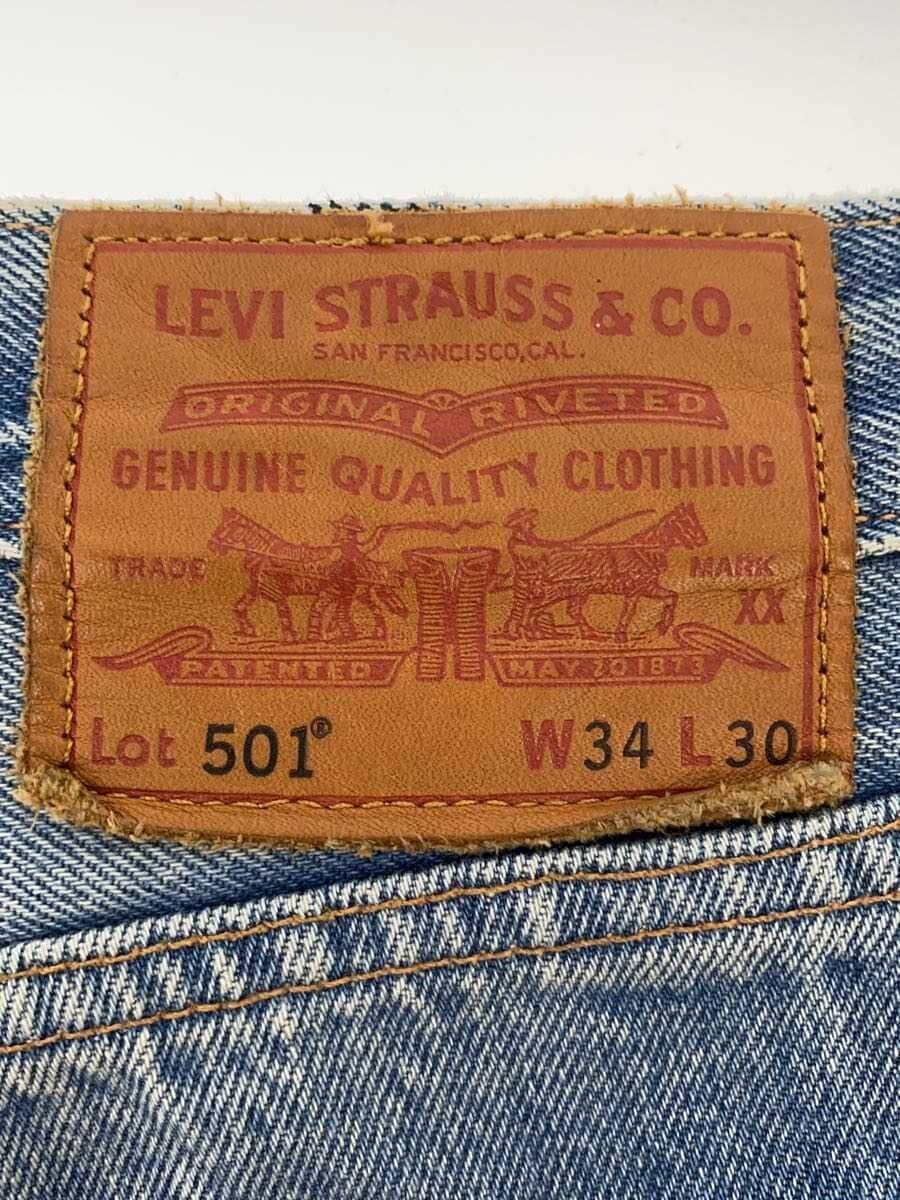 LEVI STRAUSS & CO.
SAN FRANCISCO, CAL.
ORIGINAL RIVETED
GENUINE QUALITY CLOTHING
TRADE MARK
XX
PATENTED MAY 20 1873
Lot 501® W34 L30